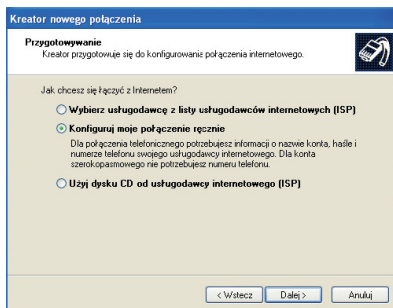 Kreator nowego połączenia
Przygotowywanie
Kreator przygotowuje się do konfigurowania połączenia internetowego.
Jak chcesz się łączyć z Internetem?
Wybierz usługodawcę z listy usługodawców internetowych (ISP)
Konfiguruj moje połączenie ręcznie
Dla połączenia telefonicznego potrzebujesz informacji o nazwie konta, haśle i
numerze telefonu swojego usługodawcy internetowego. Dla konta
szerokopasmowego nie potrzebujesz numeru telefonu.
Użyj dysku CD od usługodawcy internetowego (ISP)
< Wstecz Dalej > Anuluj